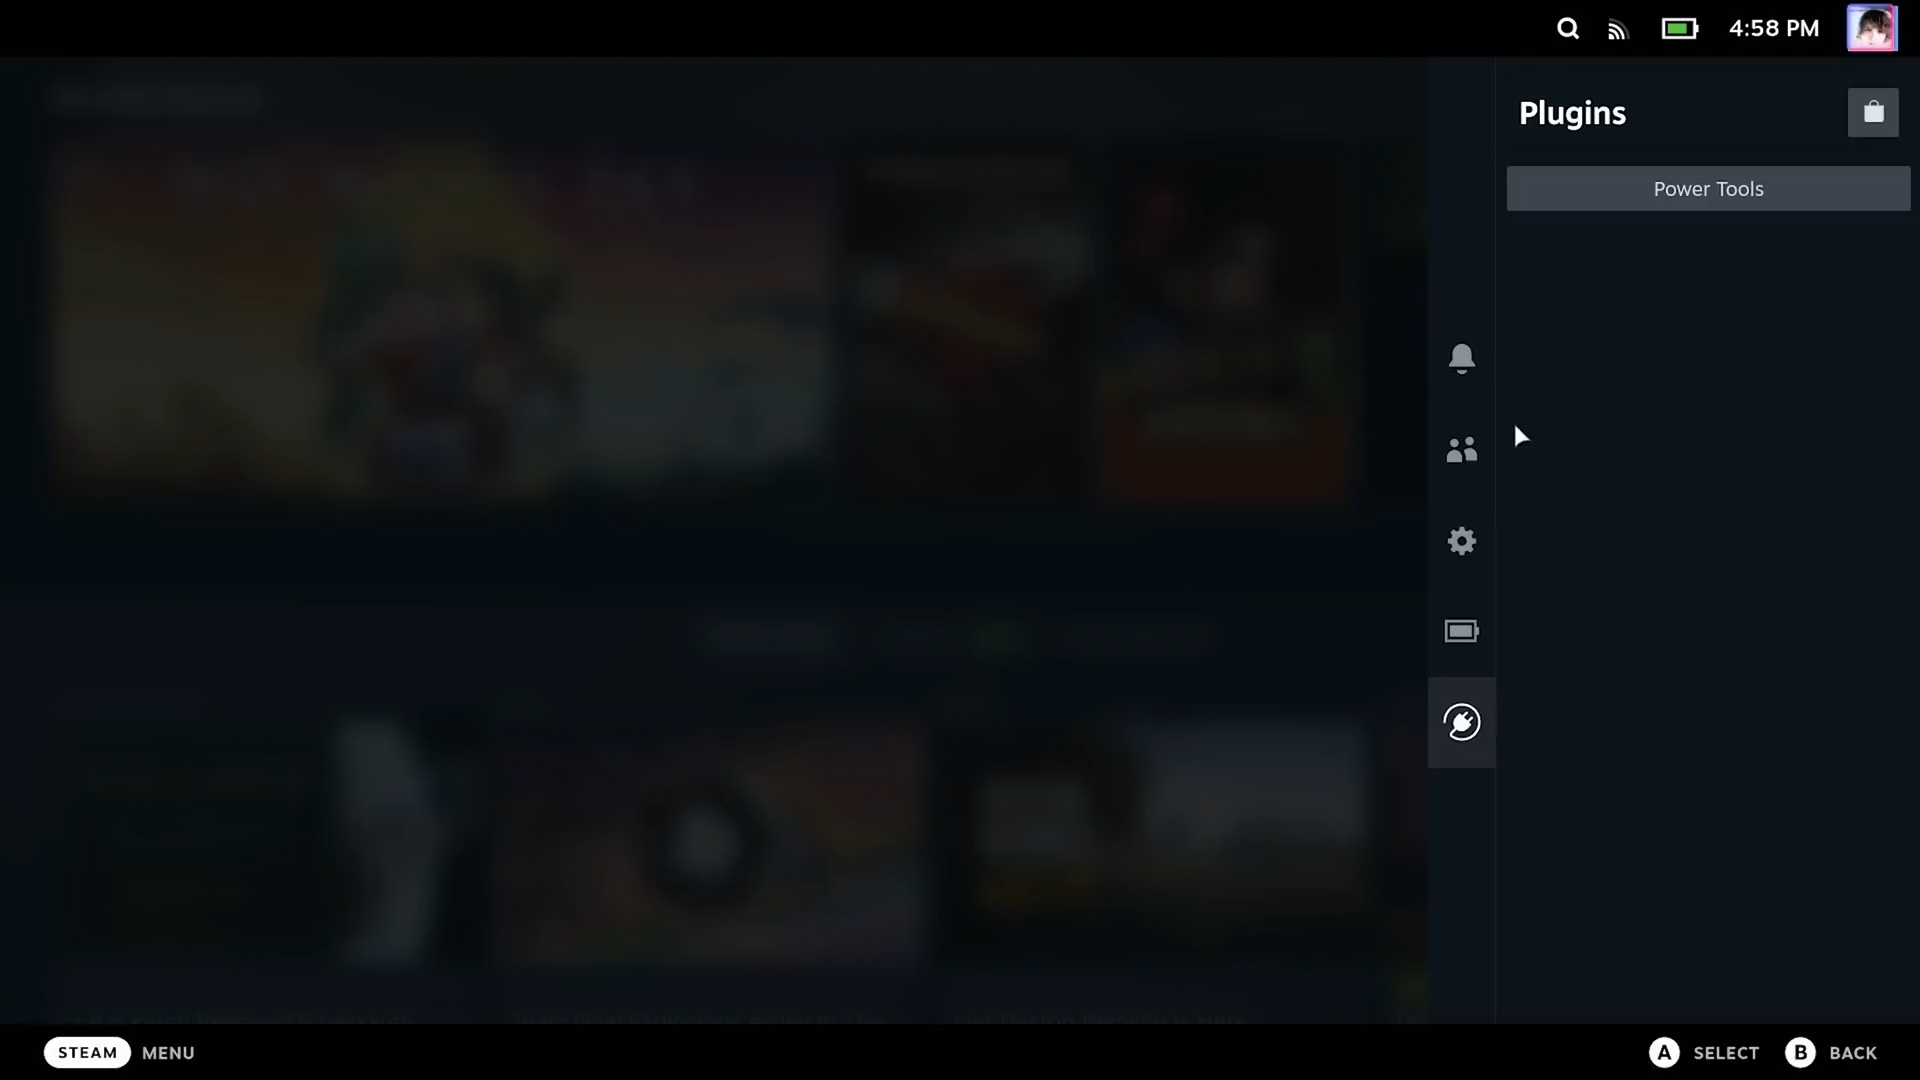 4:58 PM
Plugins
Power Tools
STEAM MENU
A SELECT B BACK